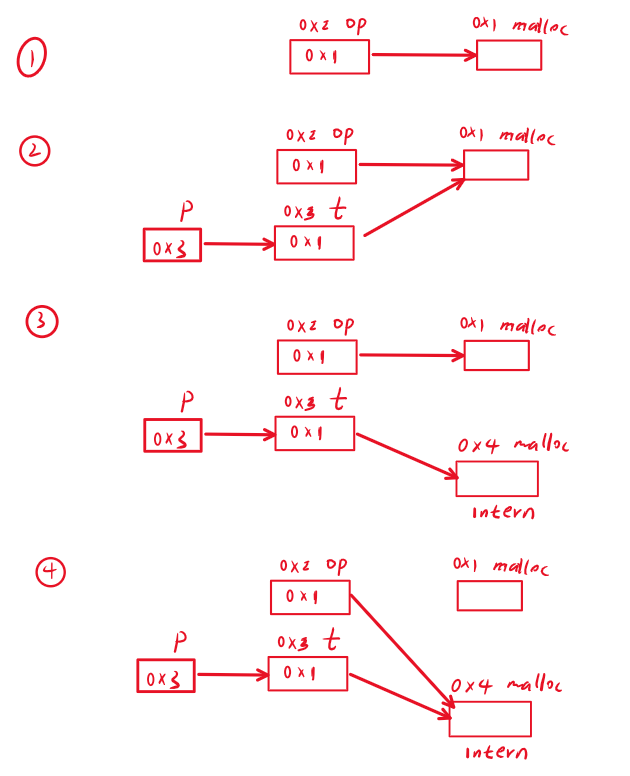 ①
0x2 op
0x1 malloc
0x1
②
0x2 op
0x1 malloc
0x1
p
0x3 t
0x3
0x1
③
0x2 op
0x1 malloc
0x1
p
0x3 t
0x3
0x1
0x4 malloc
intern
④
0x2 op
0x1 malloc
0x1
p
0x3 t
0x3
0x1
0x4 malloc
intern